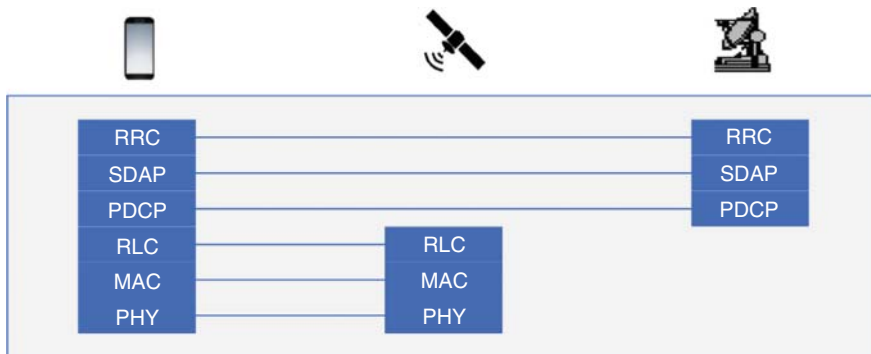 RRC RRC
SDAP SDAP
PDCP PDCP
RLC RLC
MAC MAC
PHY PHY